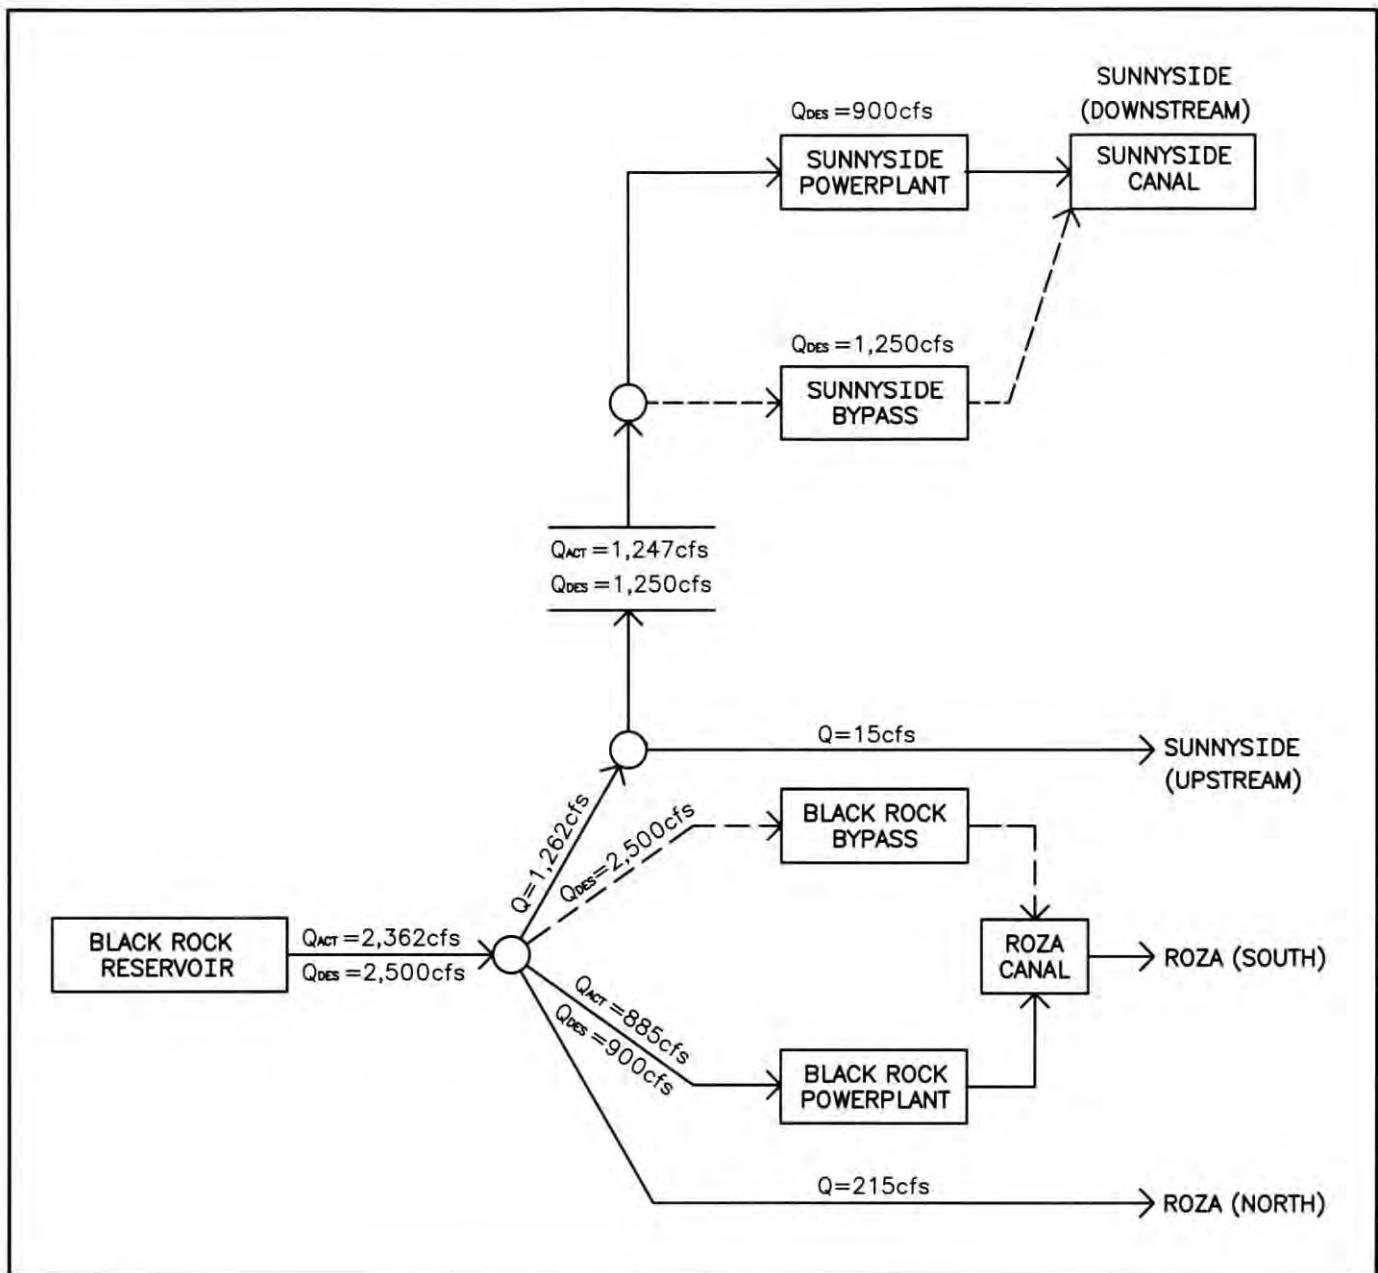 SUNNYSIDE
(DOWNSTREAM)
QDES =900cfs
SUNNYSIDE
POWERPLANT
SUNNYSIDE
CANAL
QDES =1,250cfs
SUNNYSIDE
BYPASS
QACT =1,247cfs
QDES =1,250cfs
Q=15cfs
SUNNYSIDE
(UPSTREAM)
Q=1,262cfs
QDES=2,500cfs
BLACK ROCK
BYPASS
BLACK ROCK
RESERVOIR
QACT =2,362cfs
QDES =2,500cfs
ROZA
CANAL
ROZA (SOUTH)
QACT =885cfs
QDES =900cfs
BLACK ROCK
POWERPLANT
Q=215cfs
ROZA (NORTH)